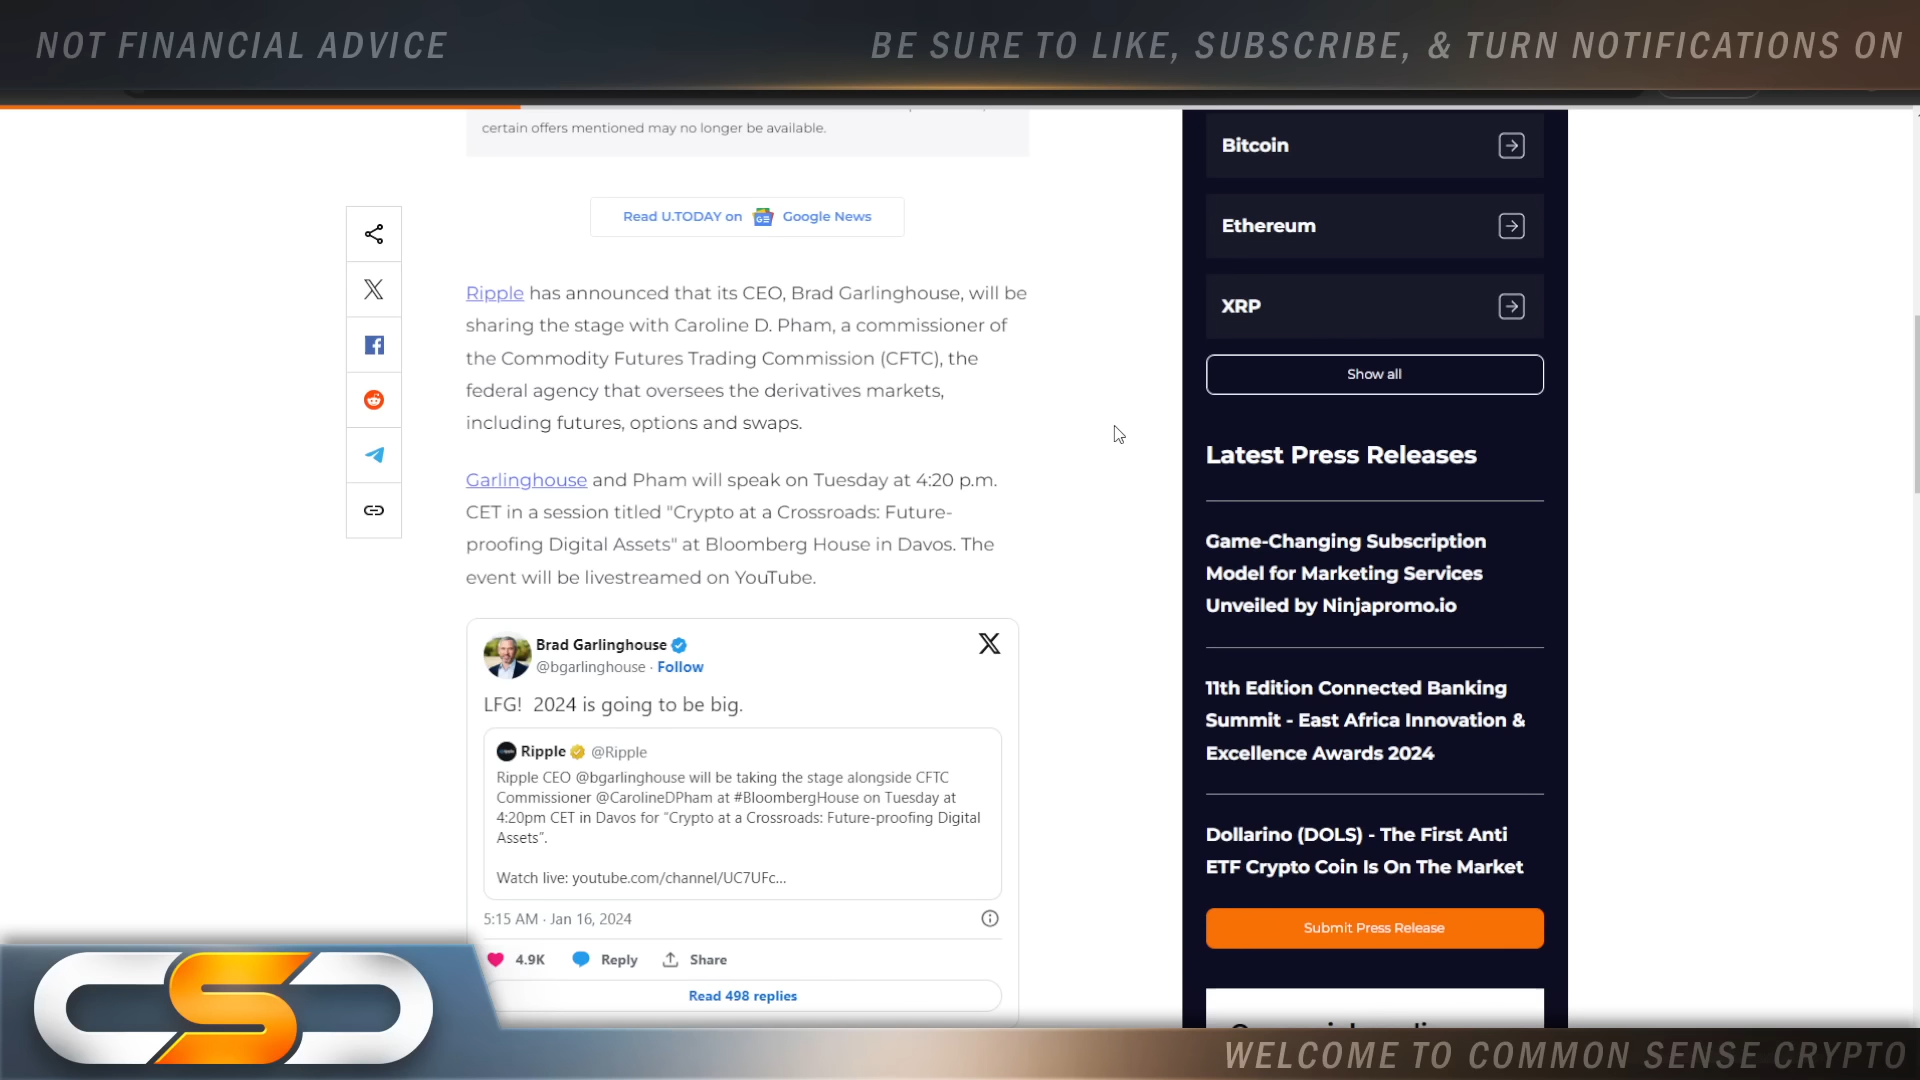 NOT FINANCIAL ADVICE
BE SURE TO LIKE, SUBSCRIBE, & TURN NOTIFICATIONS ON
certain offers mentioned may no longer be available.
Read U.TODAY on GE Google News
Ripple has announced that its CEO, Brad Garlinghouse, will be
sharing the stage with Caroline D. Pham, a commissioner of
the Commodity Futures Trading Commission (CFTC), the
federal agency that oversees the derivatives markets,
including futures, options and swaps.
Garlinghouse and Pham will speak on Tuesday at 4:20 p.m.
CET in a session titled "Crypto at a Crossroads: Future-
proofing Digital Assets" at Bloomberg House in Davos. The
event will be livestreamed on YouTube.
Brad Garlinghouse
@bgarlinghouse · Follow
LFG! 2024 is going to be big.
Ripple @Ripple
Ripple CEO @bgarlinghouse will be taking the stage alongside CFTC
Commissioner @CarolineDPham at #BloombergHouse on Tuesday at
4:20pm CET in Davos for “Crypto at a Crossroads: Future-proofing Digital
Assets”.
Watch live: youtube.com/channel/UC7UFc...
5:15 AM · Jan 16, 2024
4.9K Reply Share
Read 498 replies
Bitcoin
Ethereum
XRP
Show all
Latest Press Releases
Game-Changing Subscription
Model for Marketing Services
Unveiled by Ninjapromo.io
11th Edition Connected Banking
Summit - East Africa Innovation &
Excellence Awards 2024
Dollarino (DOLS) - The First Anti
ETF Crypto Coin Is On The Market
Submit Press Release
CSC
WELCOME TO COMMON SENSE CRYPTO